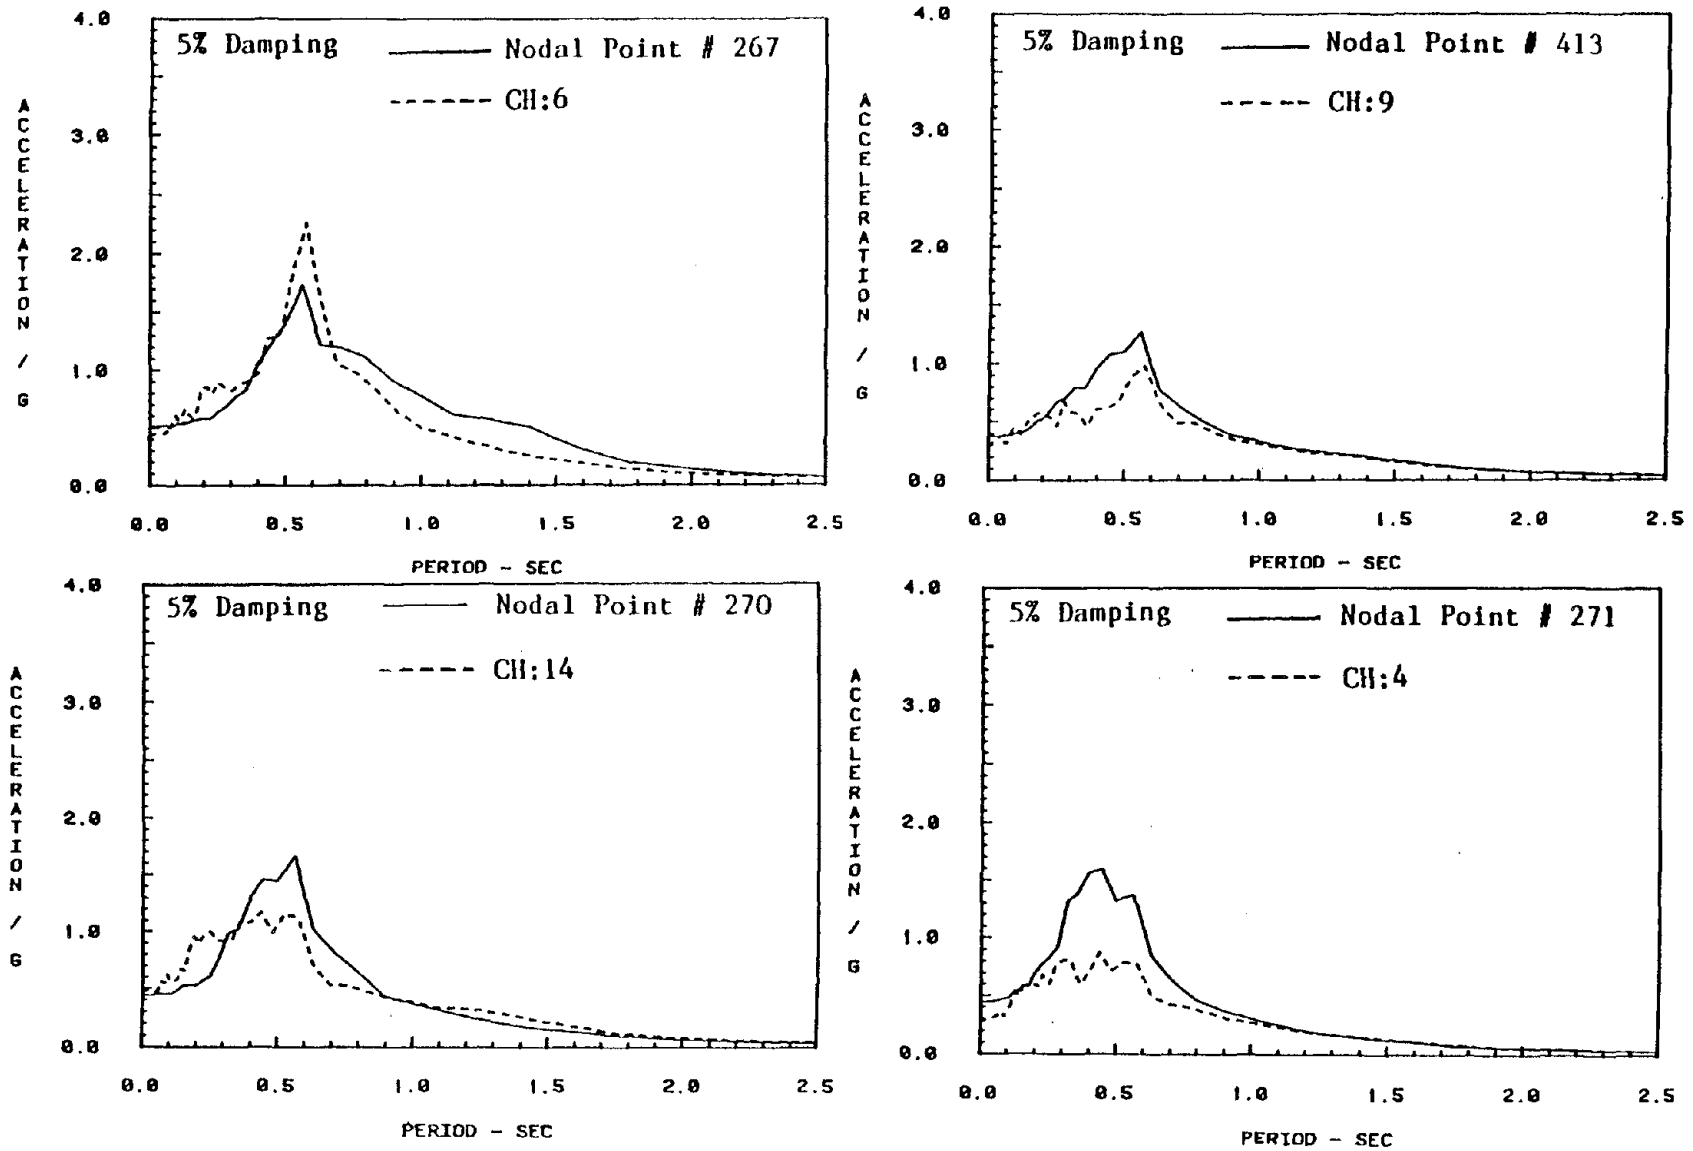 4.0
3.0
2.0
1.0
0.0
ACCELERATION / G
5% Damping
Nodal Point # 267
CH:6
0.0 0.5 1.0 1.5 2.0 2.5
PERIOD - SEC
4.0
3.0
2.0
1.0
0.0
ACCELERATION / G
5% Damping
Nodal Point # 413
CH:9
0.0 0.5 1.0 1.5 2.0 2.5
PERIOD - SEC
4.0
3.0
2.0
1.0
0.0
ACCELERATION / G
5% Damping
Nodal Point # 270
CH:14
0.0 0.5 1.0 1.5 2.0 2.5
PERIOD - SEC
4.0
3.0
2.0
1.0
0.0
ACCELERATION / G
5% Damping
Nodal Point # 271
CH:4
0.0 0.5 1.0 1.5 2.0 2.5
PERIOD - SEC